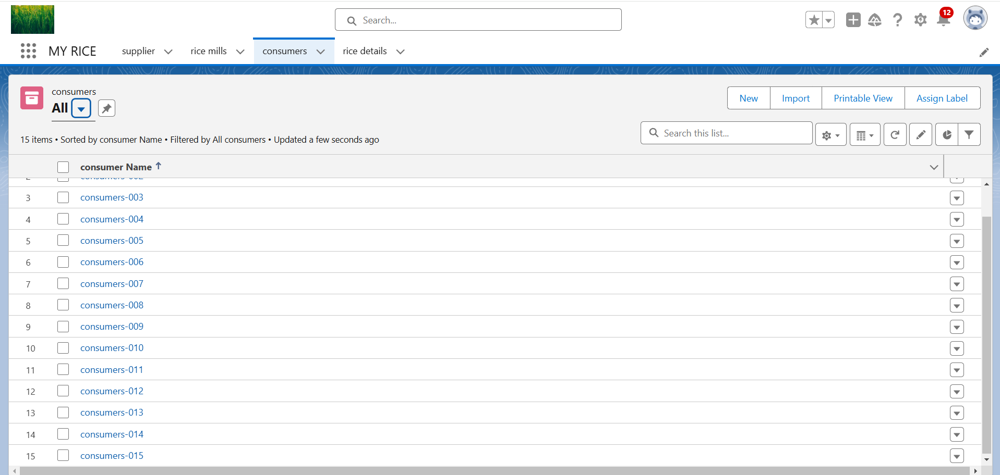 Search...
12
MY RICE
supplier
rice mills
consumers
rice details
consumers
All
New
Import
Printable View
Assign Label
15 items • Sorted by consumer Name • Filtered by All consumers • Updated a few seconds ago
Search this list...
consumer Name ↑
3 consumers-003
4 consumers-004
5 consumers-005
6 consumers-006
7 consumers-007
8 consumers-008
9 consumers-009
10 consumers-010
11 consumers-011
12 consumers-012
13 consumers-013
14 consumers-014
15 consumers-015